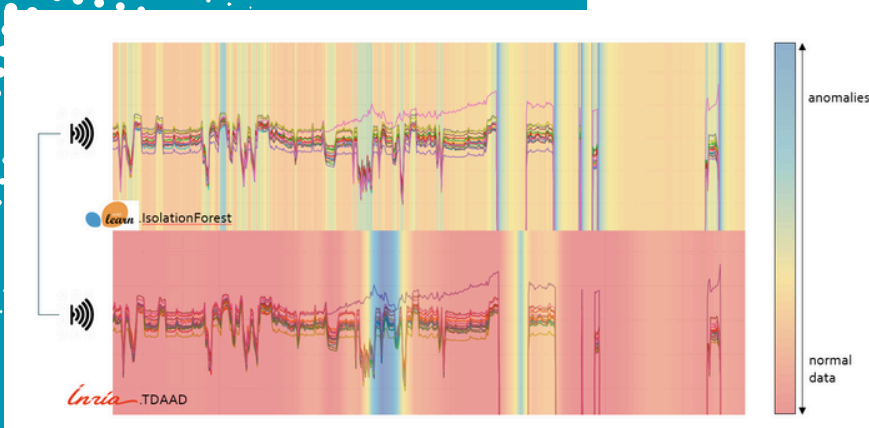 anomalies
learn .IsolationForest
normal
data
Inria .TDAAD